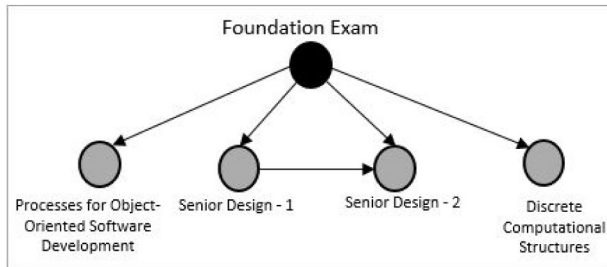 Foundation Exam
Processes for Object-
Oriented Software
Development
Senior Design - 1
Senior Design - 2
Discrete
Computational
Structures